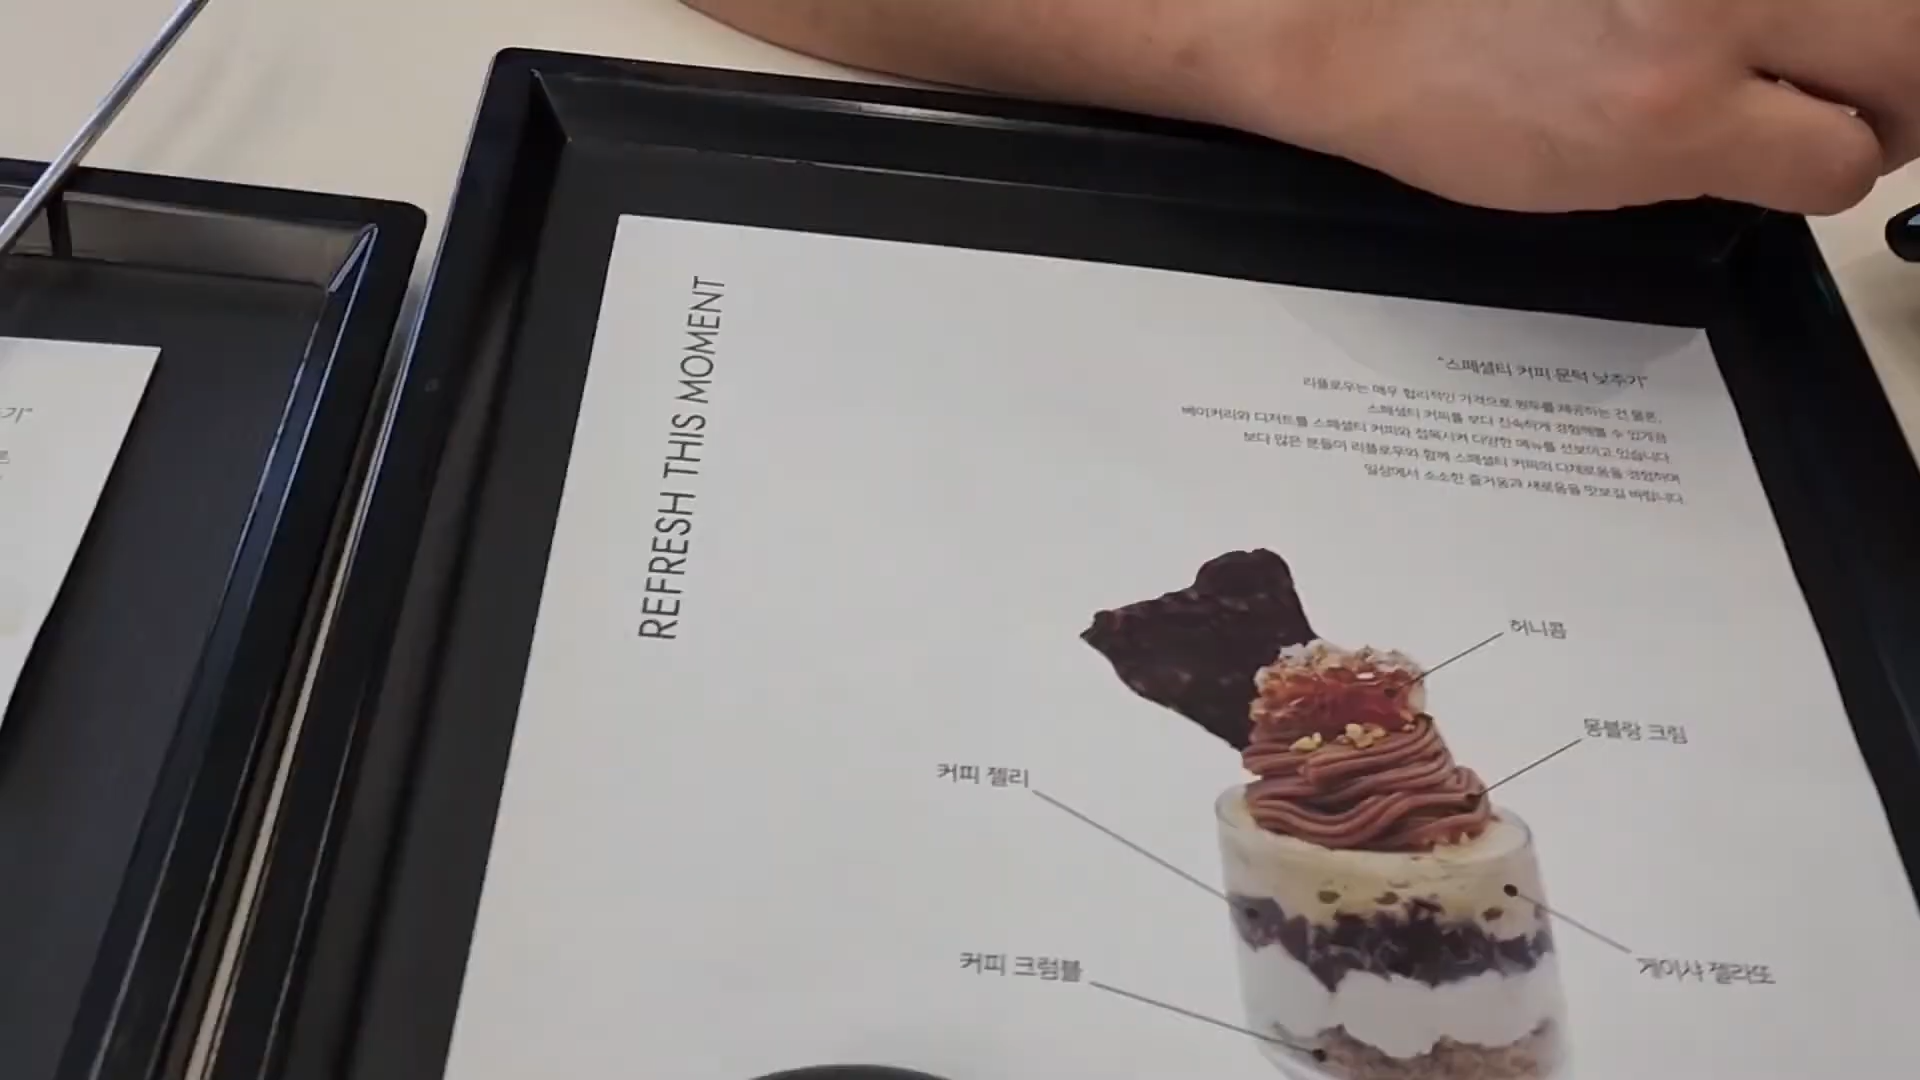 REFRESH THIS MOMENT
"스페셜티 커피 문턱 낮추기"
리플로우는 매우 합리적인 가격으로 원두를 제공하는 건 물론,
스페셜티 커피를 보다 친숙하게 경험해볼 수 있게끔
베이커리와 디저트를 스페셜티 커피와 접목시켜 다양한 메뉴를 선보이고 있습니다.
보다 많은 분들이 리플로우와 함께 스페셜티 커피의 다채로움을 경험하며
일상에서 소소한 즐거움과 새로움을 맛보길 바랍니다.
허니콤
몽블랑 크림
커피 젤리
커피 크럼블
게이샤 젤라또